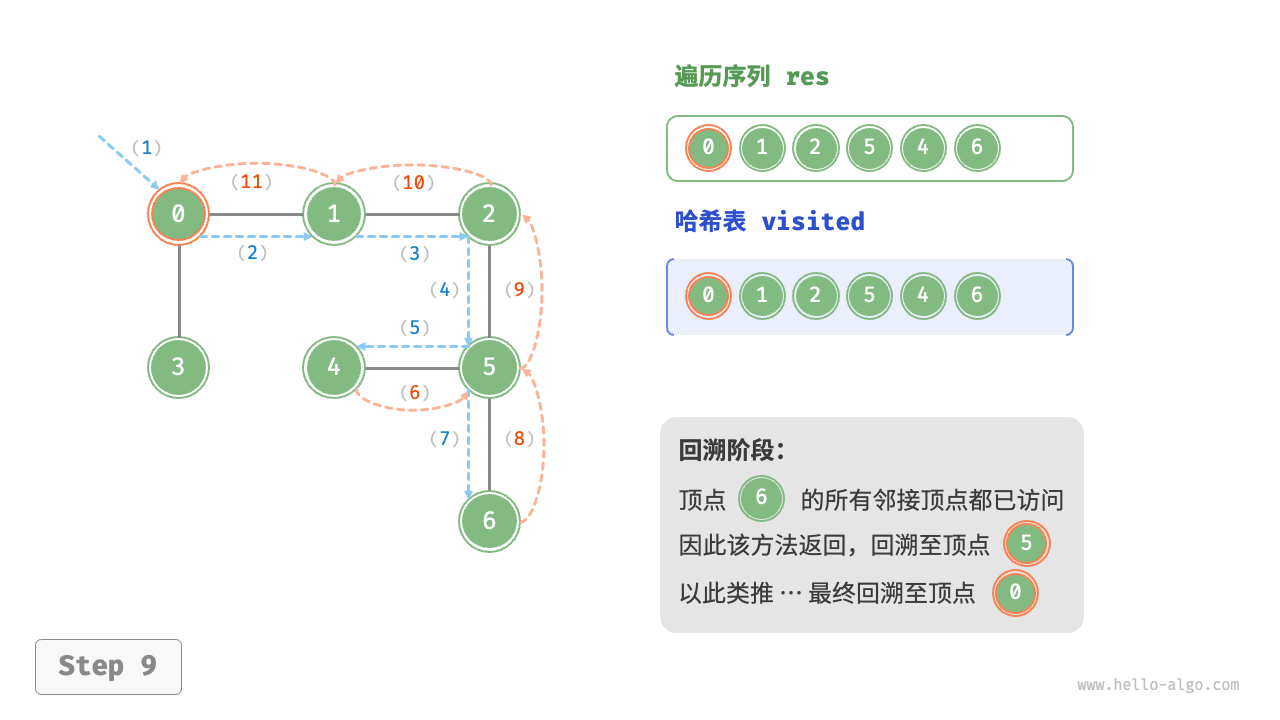 遍历序列 res
0 1 2 5 4 6
哈希表 visited
0 1 2 5 4 6
(1)
(11) (10)
0 1 2
(2) (3)
(4) (9)
(5)
3 4 5
(6)
(7) (8)
6
回溯阶段：
顶点 6 的所有邻接顶点都已访问
因此该方法返回，回溯至顶点 5
以此类推 … 最终回溯至顶点 0
Step 9
www.hello-algo.com